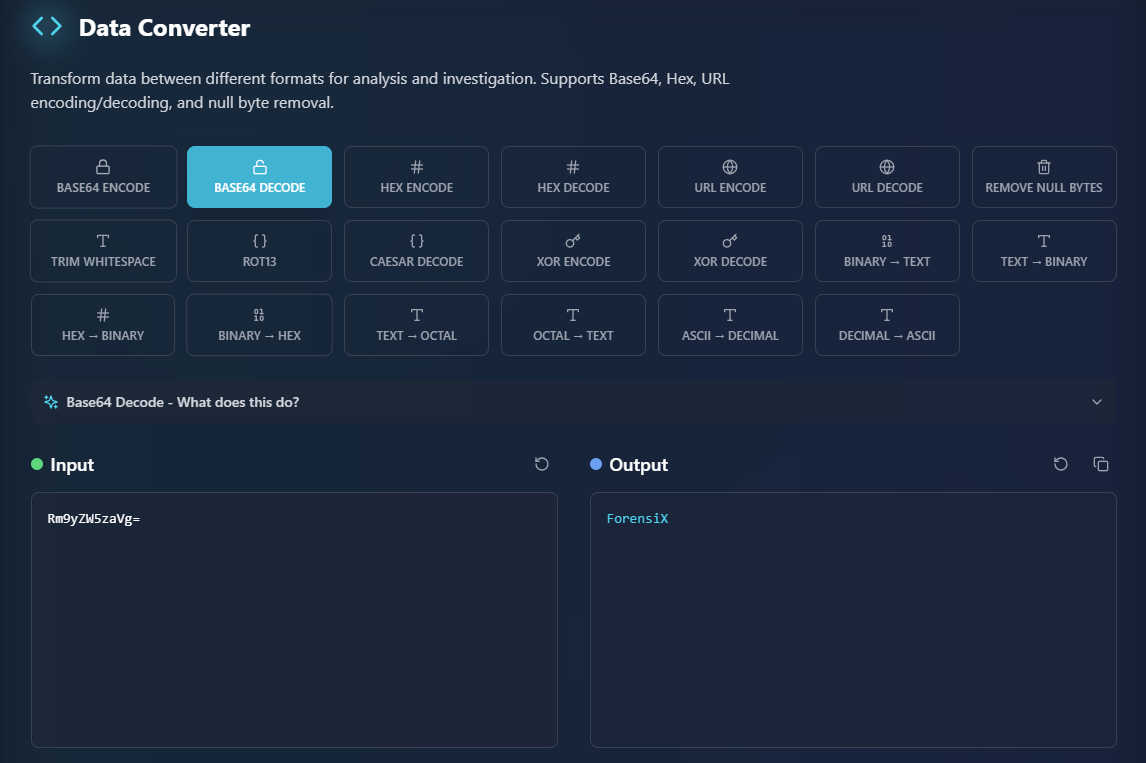 Data Converter
Transform data between different formats for analysis and investigation. Supports Base64, Hex, URL
encoding/decoding, and null byte removal.
BASE64 ENCODE
BASE64 DECODE
HEX ENCODE
HEX DECODE
URL ENCODE
URL DECODE
REMOVE NULL BYTES
TRIM WHITESPACE
ROT13
CAESAR DECODE
XOR ENCODE
XOR DECODE
BINARY → TEXT
TEXT → BINARY
HEX → BINARY
BINARY → HEX
TEXT → OCTAL
OCTAL → TEXT
ASCII → DECIMAL
DECIMAL → ASCII
Base64 Decode - What does this do?
Input
Output
Rm9yZW5zaVg=
ForensiX